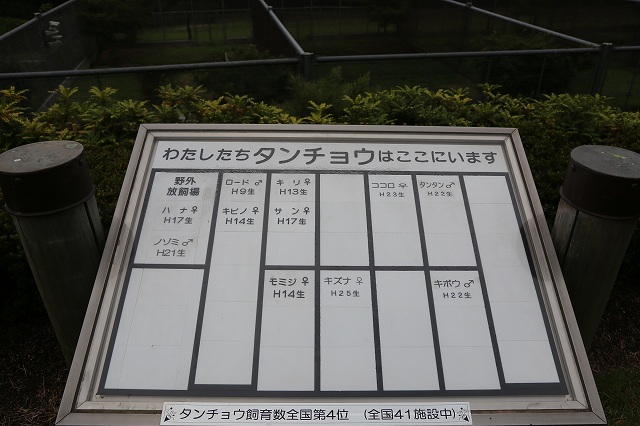 わたしたちタンチョウはここにいます
野外
放飼場
ハナ♀
H17生
ノゾミ♂
H21生
ロード♂
H9生
キビノ♀
H14生
キリ♀
H13生
サン♀
H17生
ココロ♀
H23生
タンタン♂
H22生
モミジ♀
H14生
キズナ♀
H25生
キボウ♂
H22生
タンチョウ飼育数全国第4位 (全国41施設中)